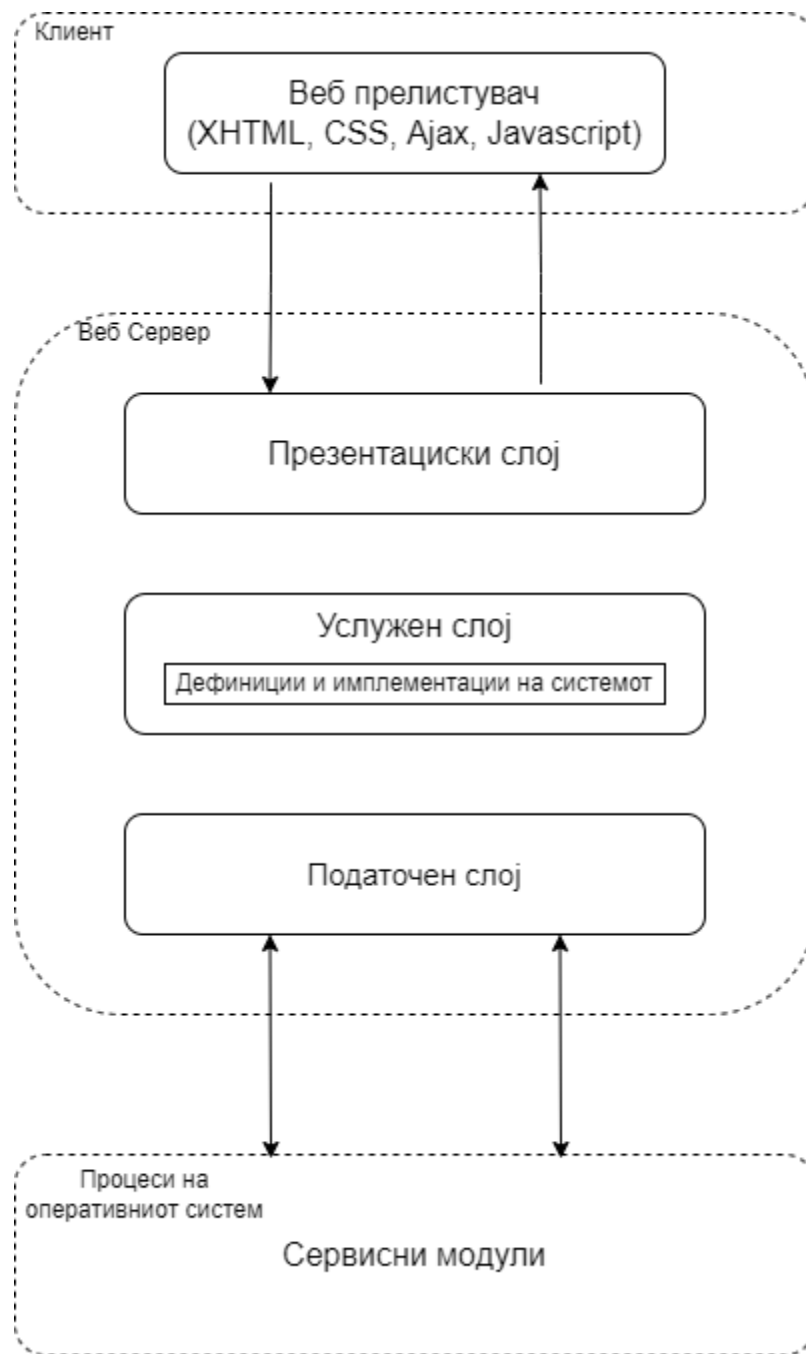 Клиент
Веб прелистувач
(XHTML, CSS, Ajax, Javascript)
Веб Сервер
Презентациски слој
Услужен слој
Дефиниции и имплементации на системот
Податочен слој
Процеси на
оперативниот систем
Сервисни модули